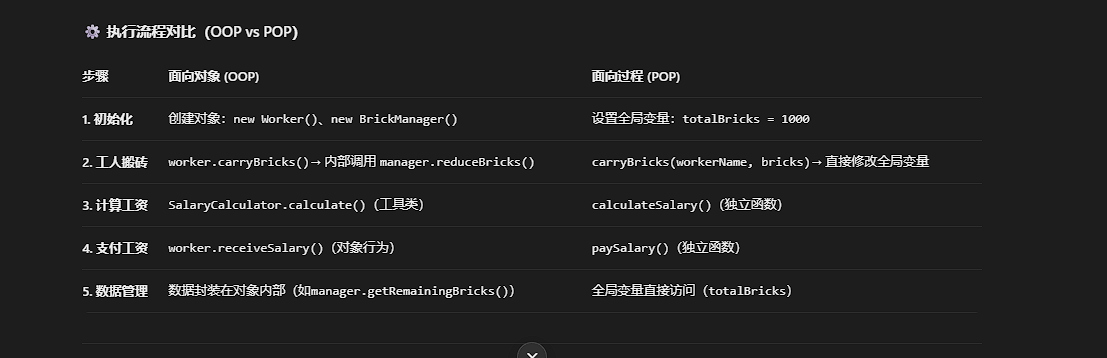 ⚙️ 执行流程对比（OOP vs POP）
步骤 面向对象 (OOP) 面向过程 (POP)
1. 初始化 创建对象：new Worker()、new BrickManager() 设置全局变量：totalBricks = 1000
2. 工人搬砖 worker.carryBricks()→ 内部调用 manager.reduceBricks() carryBricks(workerName, bricks)→ 直接修改全局变量
3. 计算工资 SalaryCalculator.calculate()（工具类） calculateSalary()（独立函数）
4. 支付工资 worker.receiveSalary()（对象行为） paySalary()（独立函数）
5. 数据管理 数据封装在对象内部（如manager.getRemainingBricks()） 全局变量直接访问（totalBricks）